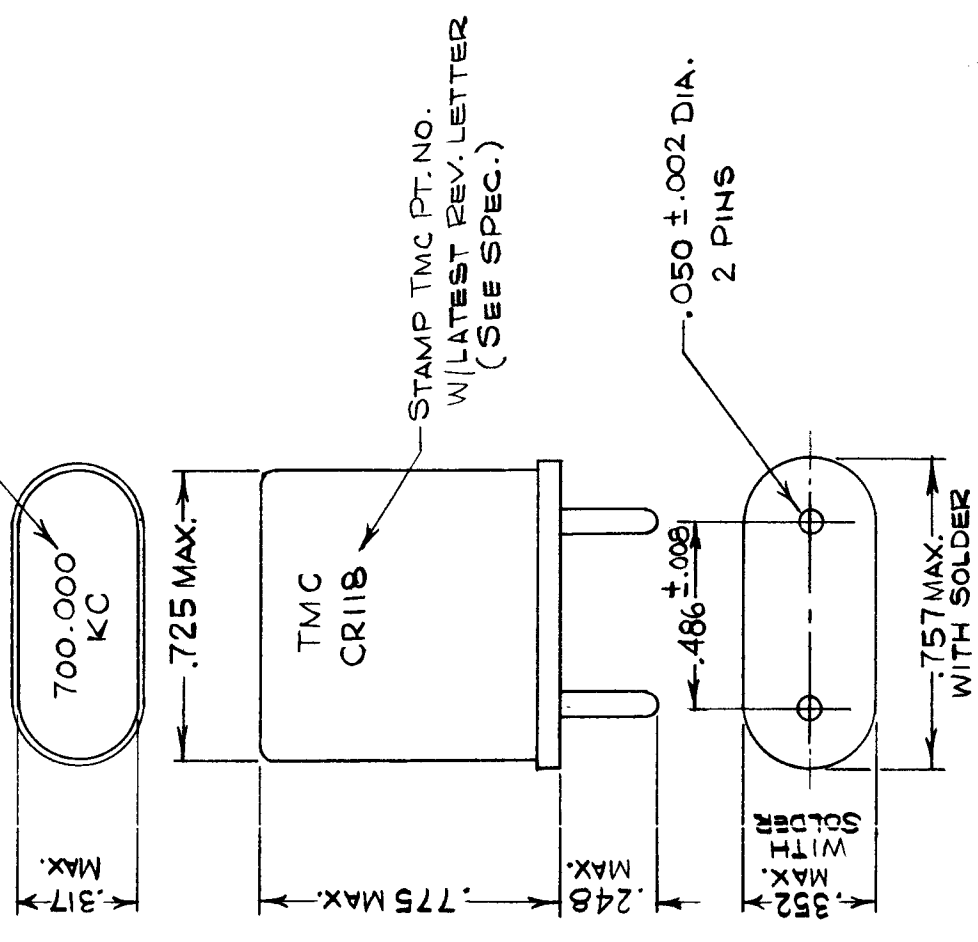 700.000
KC
.317
MAX.
.725 MAX.
TMC
CR118
STAMP TMC PT. NO.
W/LATEST REV. LETTER
(SEE SPEC.)
.775 MAX.
.248
MAX.
.486 ±.008
.050 ±.002 DIA.
2 PINS
.352
MAX.
WITH
SOLDER
.757 MAX.
WITH SOLDER